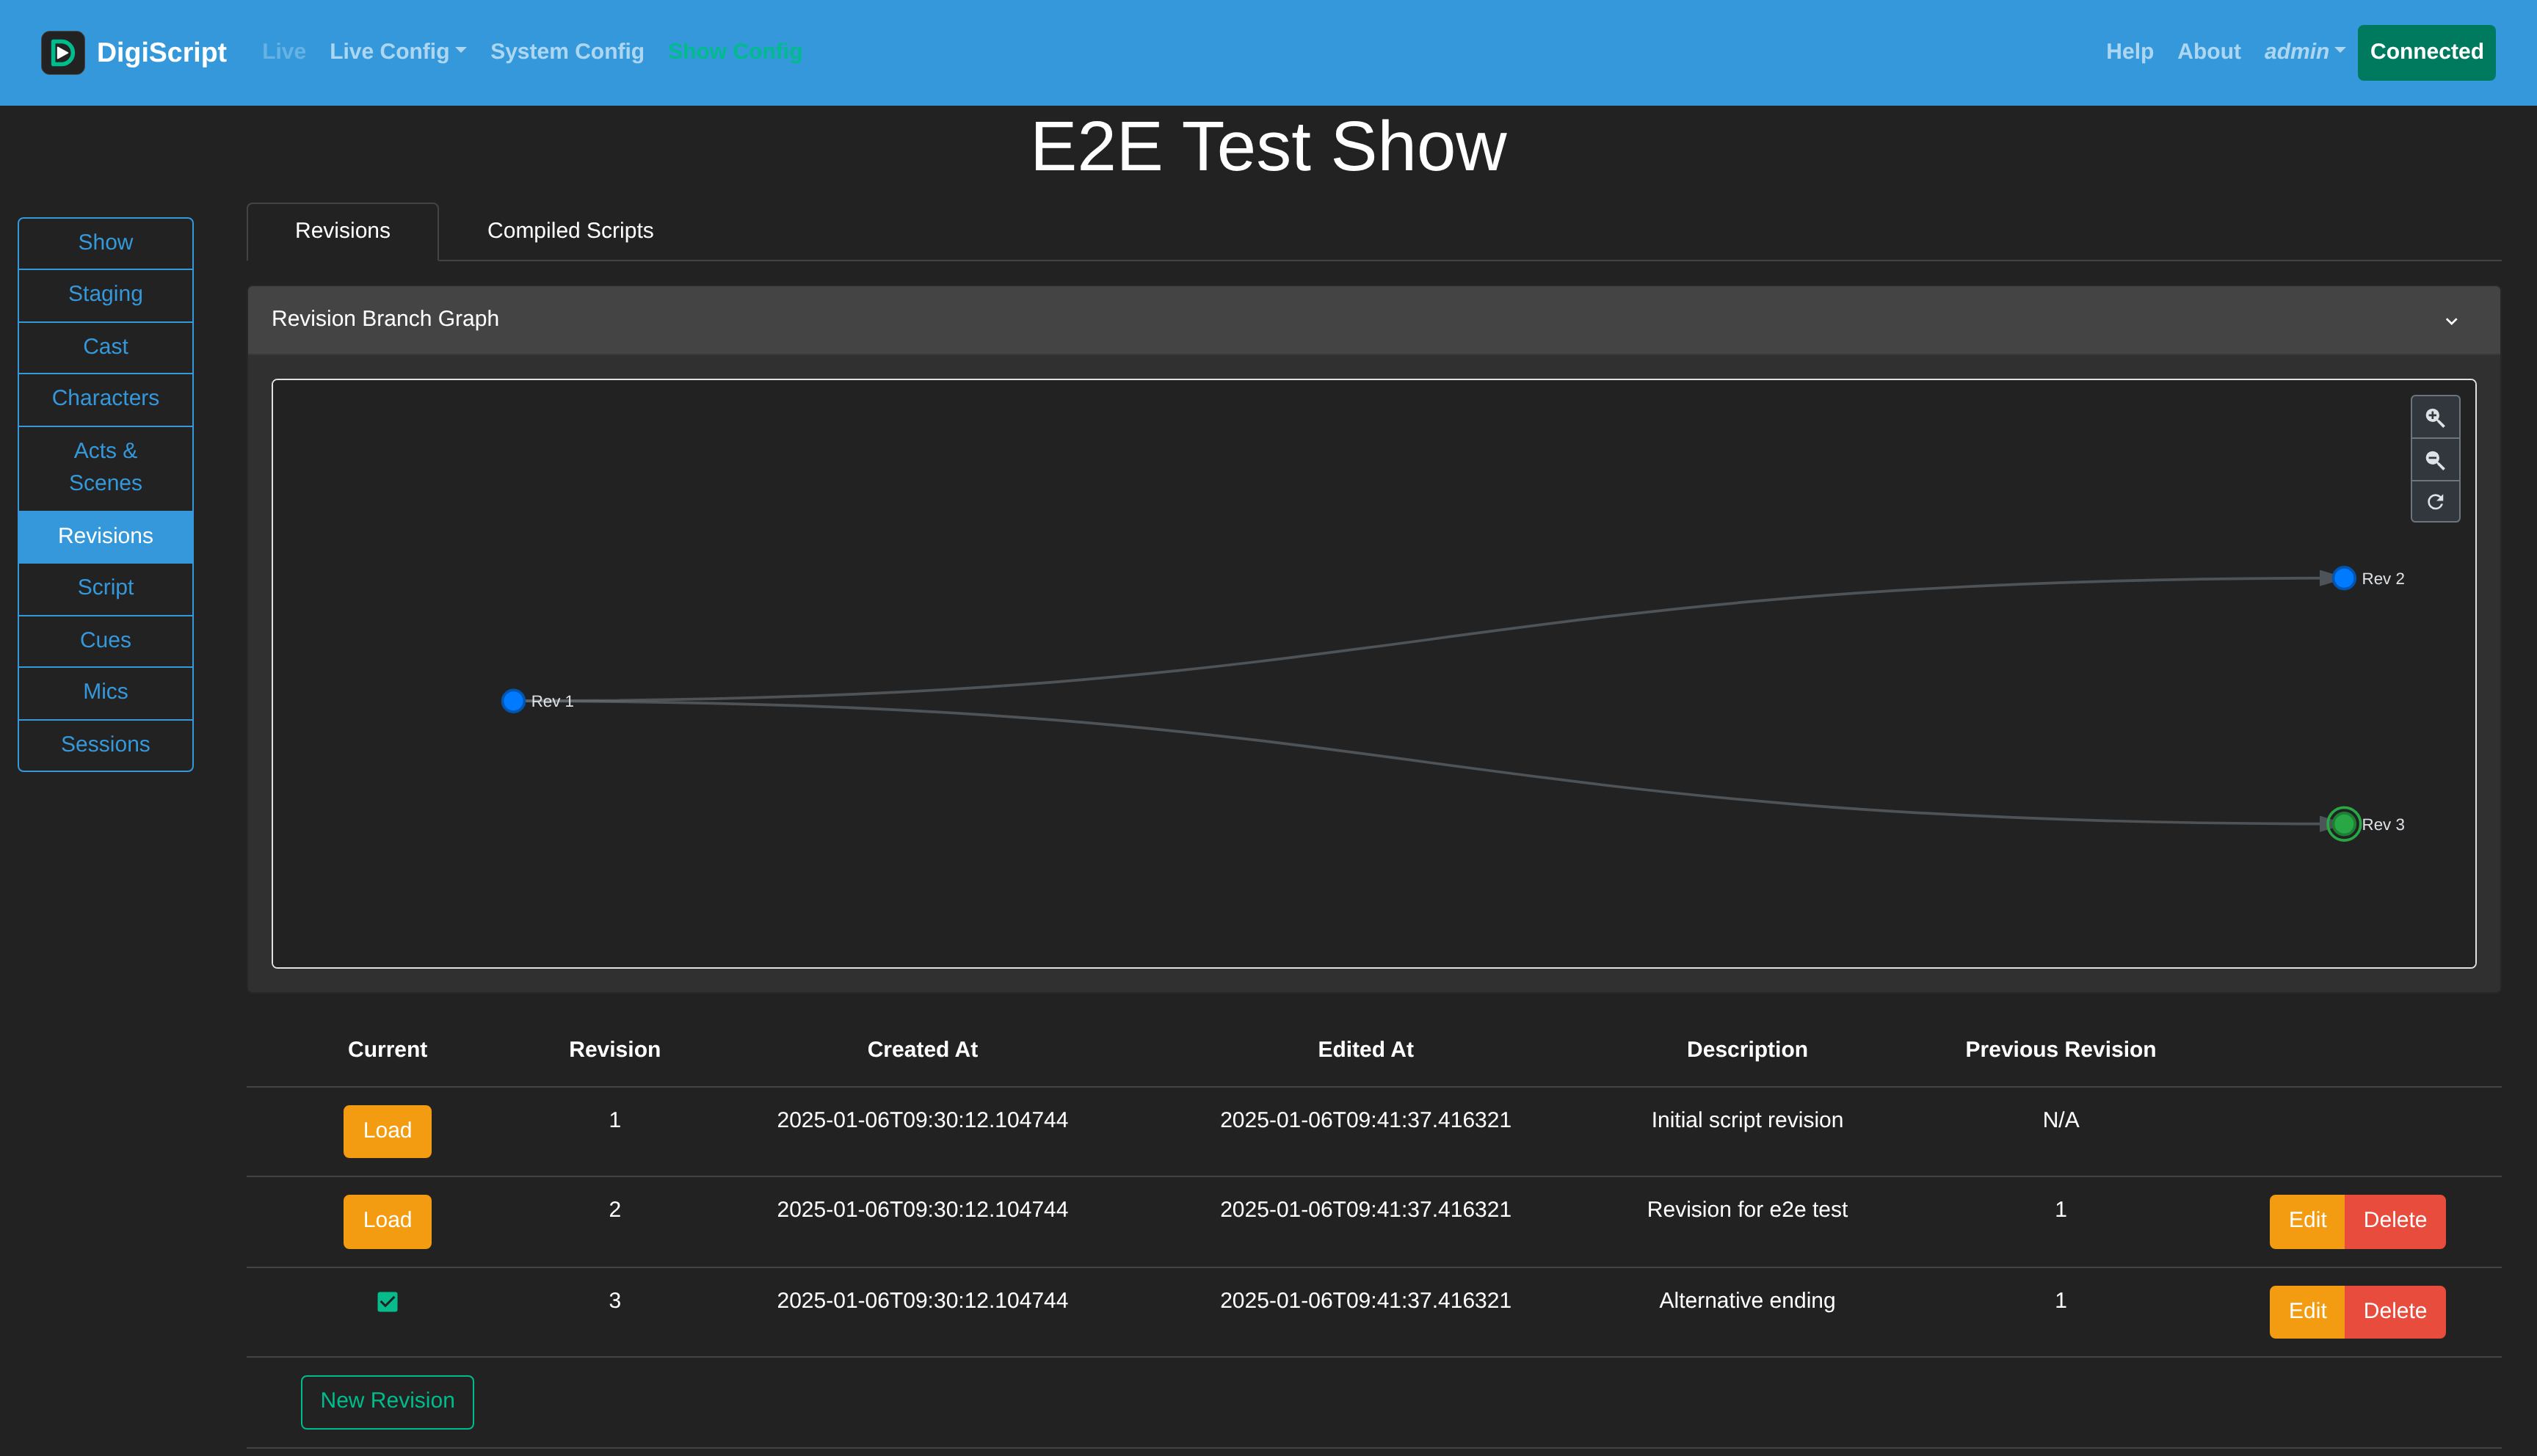 DigiScript Live Live Config System Config Show Config Help About admin Connected
E2E Test Show
Show
Staging
Cast
Characters
Acts &
Scenes
Revisions
Script
Cues
Mics
Sessions
Revisions Compiled Scripts
Revision Branch Graph
Rev 2
Rev 1
Rev 3
Current Revision Created At Edited At Description Previous Revision
Load 1 2025-01-06T09:30:12.104744 2025-01-06T09:41:37.416321 Initial script revision N/A
Load 2 2025-01-06T09:30:12.104744 2025-01-06T09:41:37.416321 Revision for e2e test 1 Edit Delete
3 2025-01-06T09:30:12.104744 2025-01-06T09:41:37.416321 Alternative ending 1 Edit Delete
New Revision